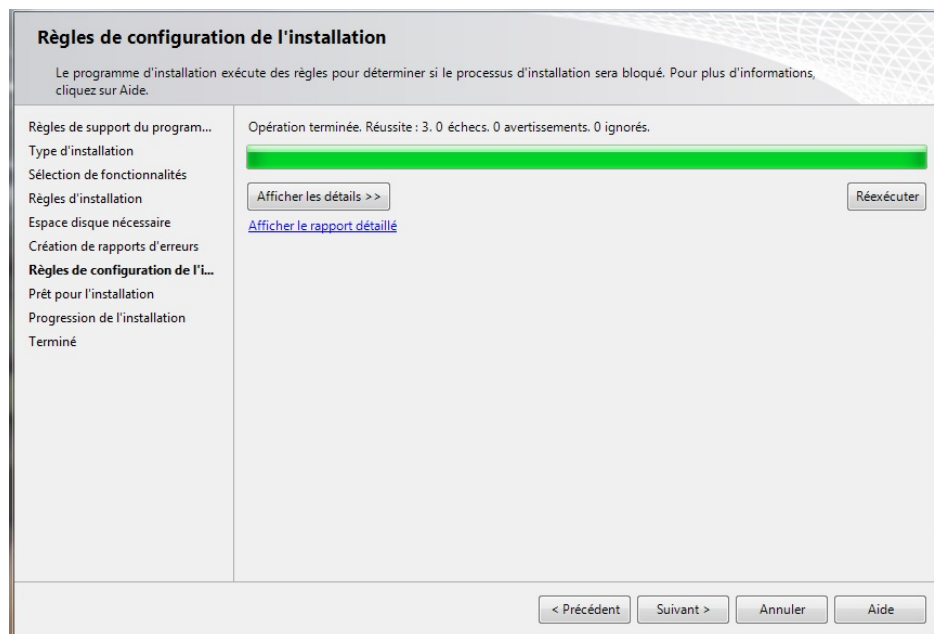 Règles de configuration de l'installation
Le programme d'installation exécute des règles pour déterminer si le processus d'installation sera bloqué. Pour plus d'informations,
cliquez sur Aide.
Règles de support du program...
Type d'installation
Sélection de fonctionnalités
Règles d'installation
Espace disque nécessaire
Création de rapports d'erreurs
Règles de configuration de l'i...
Prêt pour l'installation
Progression de l'installation
Terminé
Opération terminée. Réussite : 3. 0 échecs. 0 avertissements. 0 ignorés.
Afficher les détails >>
Réexécuter
Afficher le rapport détaillé
< Précédent
Suivant >
Annuler
Aide